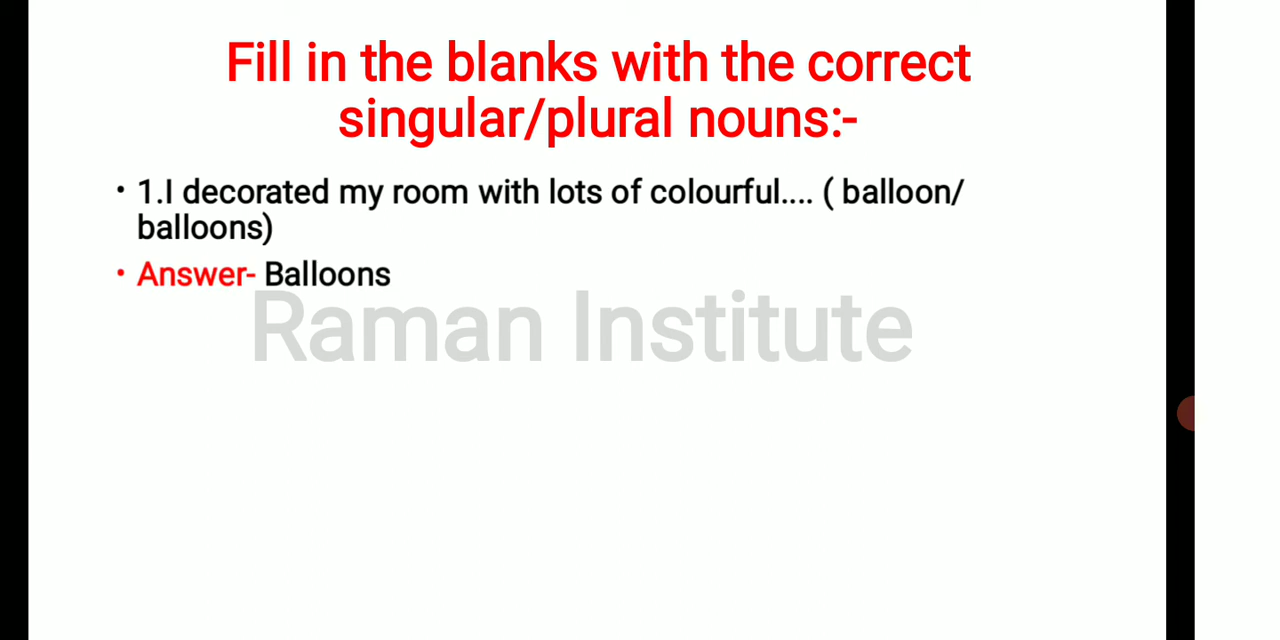 Fill in the blanks with the correct
singular/plural nouns:-
• 1.I decorated my room with lots of colourful.... ( balloon/
balloons)
• Answer- Balloons
Raman Institute